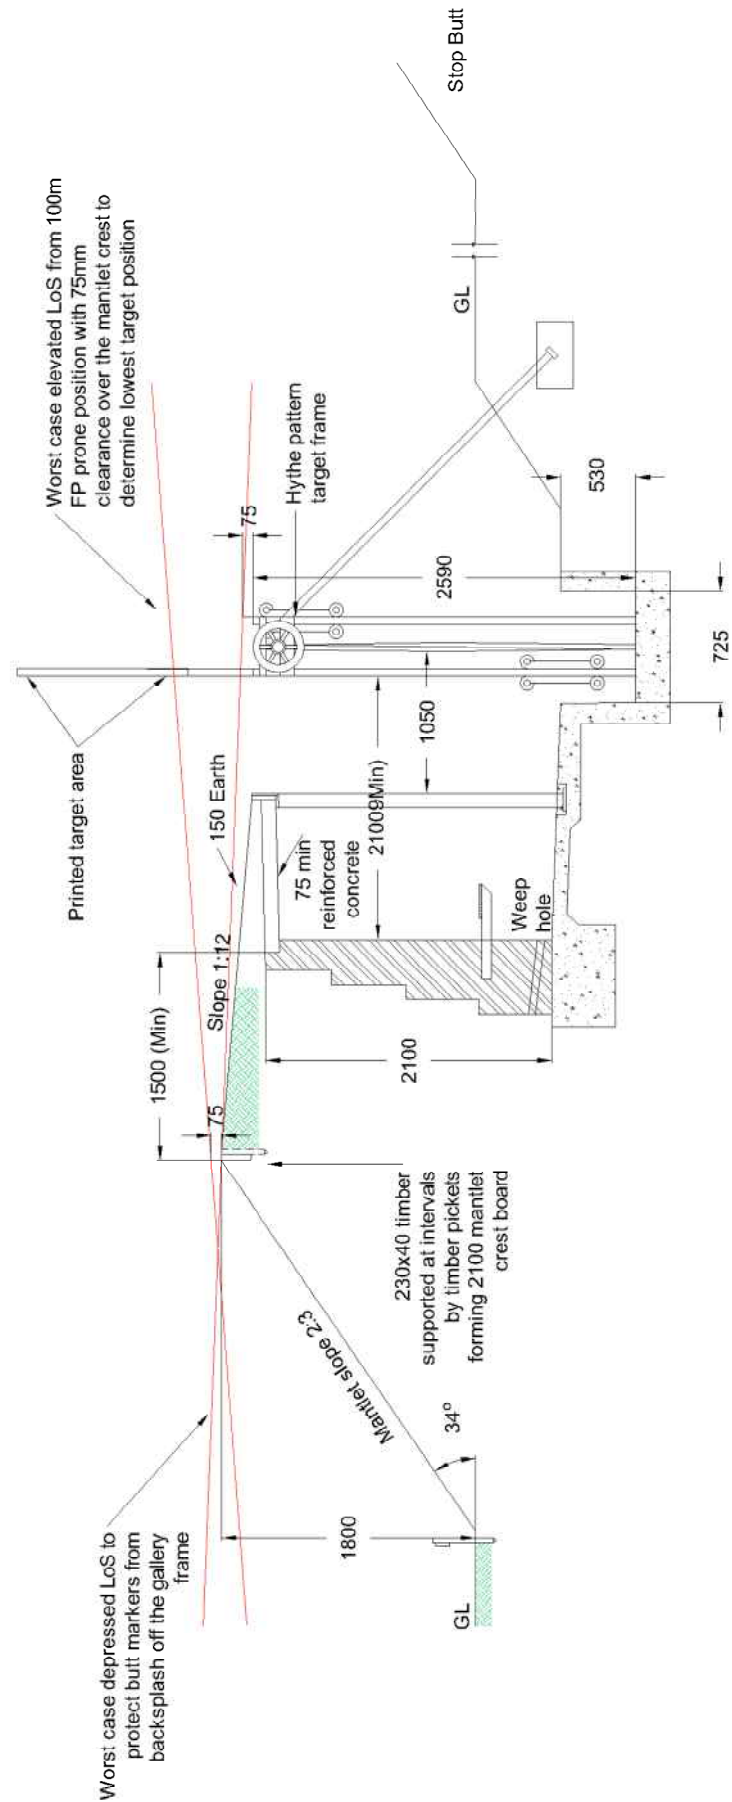 Worst case depressed LoS to
protect butt markers from
backsplash off the gallery
frame
1800
GL
34°
Mantlet slope 2:3
230x40 timber
supported at intervals
by timber pickets
forming 2100 mantlet
crest board
75
1500 (Min)
Slope 1:12
2100
150 Earth
75 min
reinforced
concrete
Weep
hole
21009Min)
1050
Printed target area
Worst case elevated LoS from 100m
FP prone position with 75mm
clearance over the mantlet crest to
determine lowest target position
75
Hythe pattern
target frame
2590
530
725
GL
Stop Butt